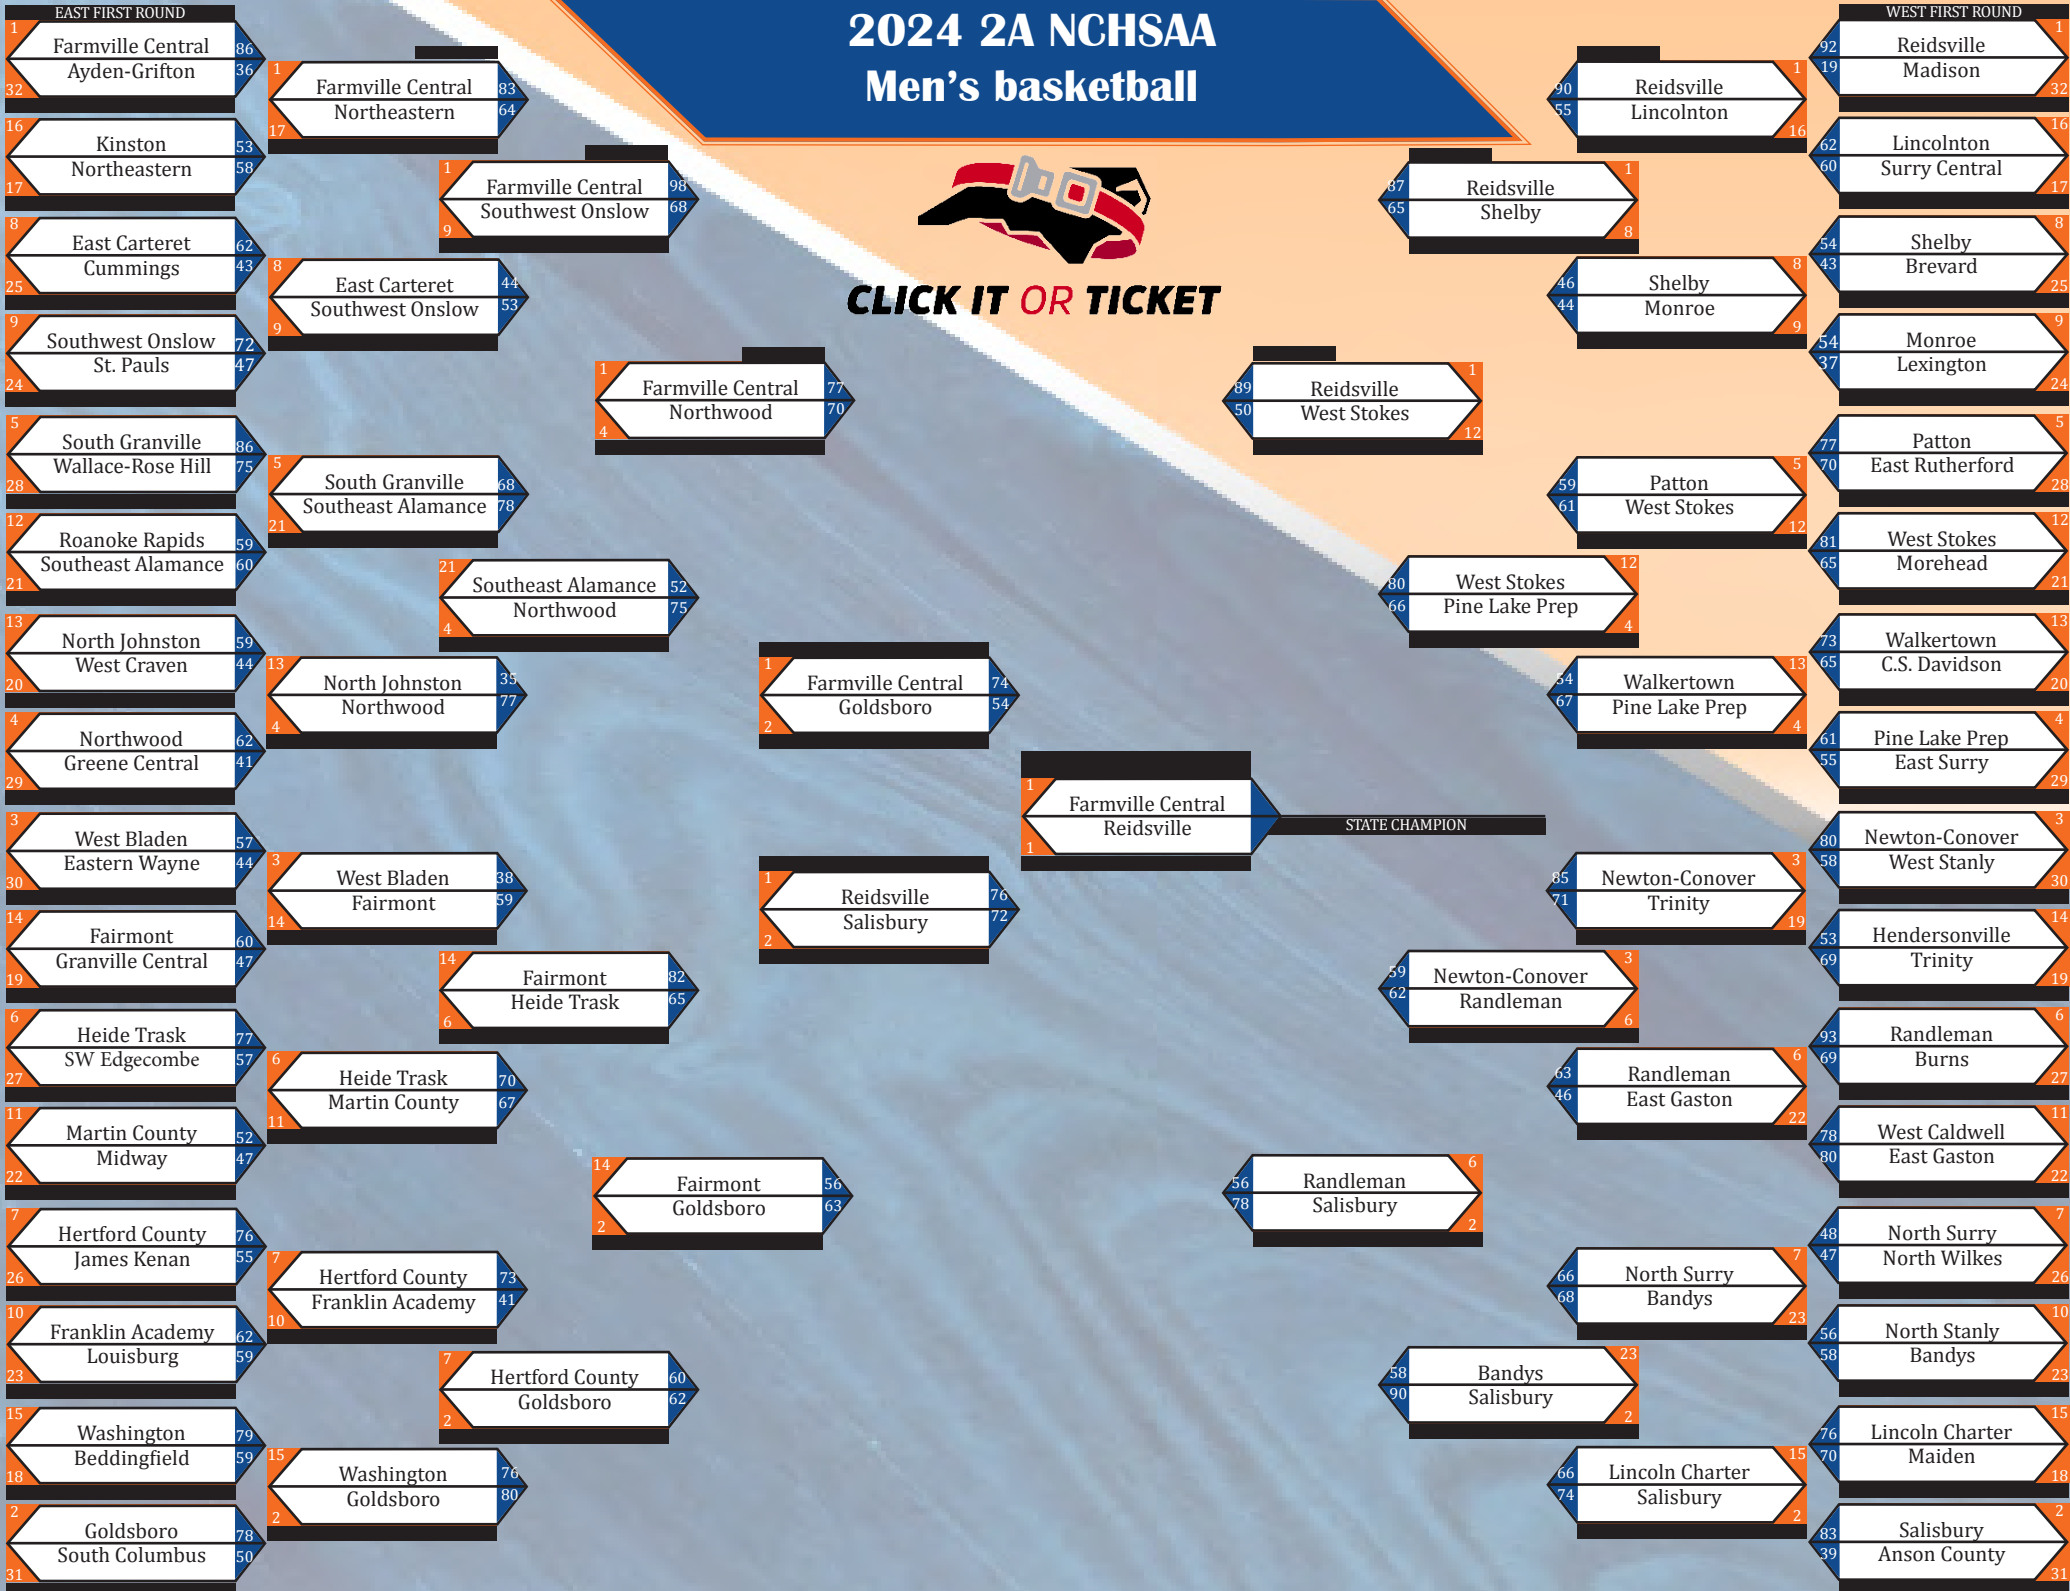 2024 2A NCHSAA
Men's basketball
CLICK IT OR TICKET
EAST FIRST ROUND
1
Farmville Central 86
Ayden-Grifton 36
32
16
Kinston 53
Northeastern 58
17
8
East Carteret 62
Cummings 43
25
9
Southwest Onslow 72
St. Pauls 47
24
5
South Granville 86
Wallace-Rose Hill 75
28
12
Roanoke Rapids 59
Southeast Alamance 60
21
13
North Johnston 59
West Craven 44
20
4
Northwood 62
Greene Central 41
29
3
West Bladen 57
Eastern Wayne 44
30
14
Fairmont 60
Granville Central 47
19
6
Heide Trask 77
SW Edgecombe 57
27
11
Martin County 52
Midway 47
22
7
Hertford County 76
James Kenan 55
26
10
Franklin Academy 62
Louisburg 59
23
15
Washington 79
Beddingfield 59
18
2
Goldsboro 78
South Columbus 50
31
1
Farmville Central 83
Northeastern 64
17
8
East Carteret 44
Southwest Onslow 53
9
5
South Granville 68
Southeast Alamance 78
21
13
North Johnston 35
Northwood 77
4
3
West Bladen 38
Fairmont 59
14
6
Heide Trask 70
Martin County 67
11
7
Hertford County 73
Franklin Academy 41
10
15
Washington 76
Goldsboro 80
2
1
Farmville Central 98
Southwest Onslow 68
9
21
Southeast Alamance 52
Northwood 75
4
14
Fairmont 82
Heide Trask 65
6
7
Hertford County 60
Goldsboro 62
2
1
Farmville Central 77
Northwood 70
4
14
Fairmont 56
Goldsboro 63
2
1
Farmville Central 74
Goldsboro 54
2
1
Farmville Central
Reidsville
1
STATE CHAMPION
1
Reidsville 76
Salisbury 72
2
1
89 Reidsville
50 West Stokes
12
6
56 Randleman
78 Salisbury
2
1
87 Reidsville
65 Shelby
8
12
80 West Stokes
66 Pine Lake Prep
4
3
59 Newton-Conover
62 Randleman
6
23
58 Bandys
90 Salisbury
2
1
90 Reidsville
55 Lincolnton
16
8
46 Shelby
44 Monroe
9
5
59 Patton
61 West Stokes
12
13
54 Walkertown
67 Pine Lake Prep
4
3
85 Newton-Conover
71 Trinity
19
6
63 Randleman
46 East Gaston
22
7
66 North Surry
68 Bandys
23
15
66 Lincoln Charter
74 Salisbury
2
WEST FIRST ROUND
1
92 Reidsville
19 Madison
32
16
62 Lincolnton
60 Surry Central
17
8
54 Shelby
43 Brevard
25
9
54 Monroe
37 Lexington
24
5
77 Patton
70 East Rutherford
28
12
81 West Stokes
65 Morehead
21
13
73 Walkertown
65 C.S. Davidson
20
4
61 Pine Lake Prep
55 East Surry
29
3
80 Newton-Conover
58 West Stanly
30
14
53 Hendersonville
69 Trinity
19
6
93 Randleman
69 Burns
27
11
78 West Caldwell
80 East Gaston
22
7
48 North Surry
47 North Wilkes
26
10
56 North Stanly
58 Bandys
23
15
76 Lincoln Charter
70 Maiden
18
2
83 Salisbury
39 Anson County
31